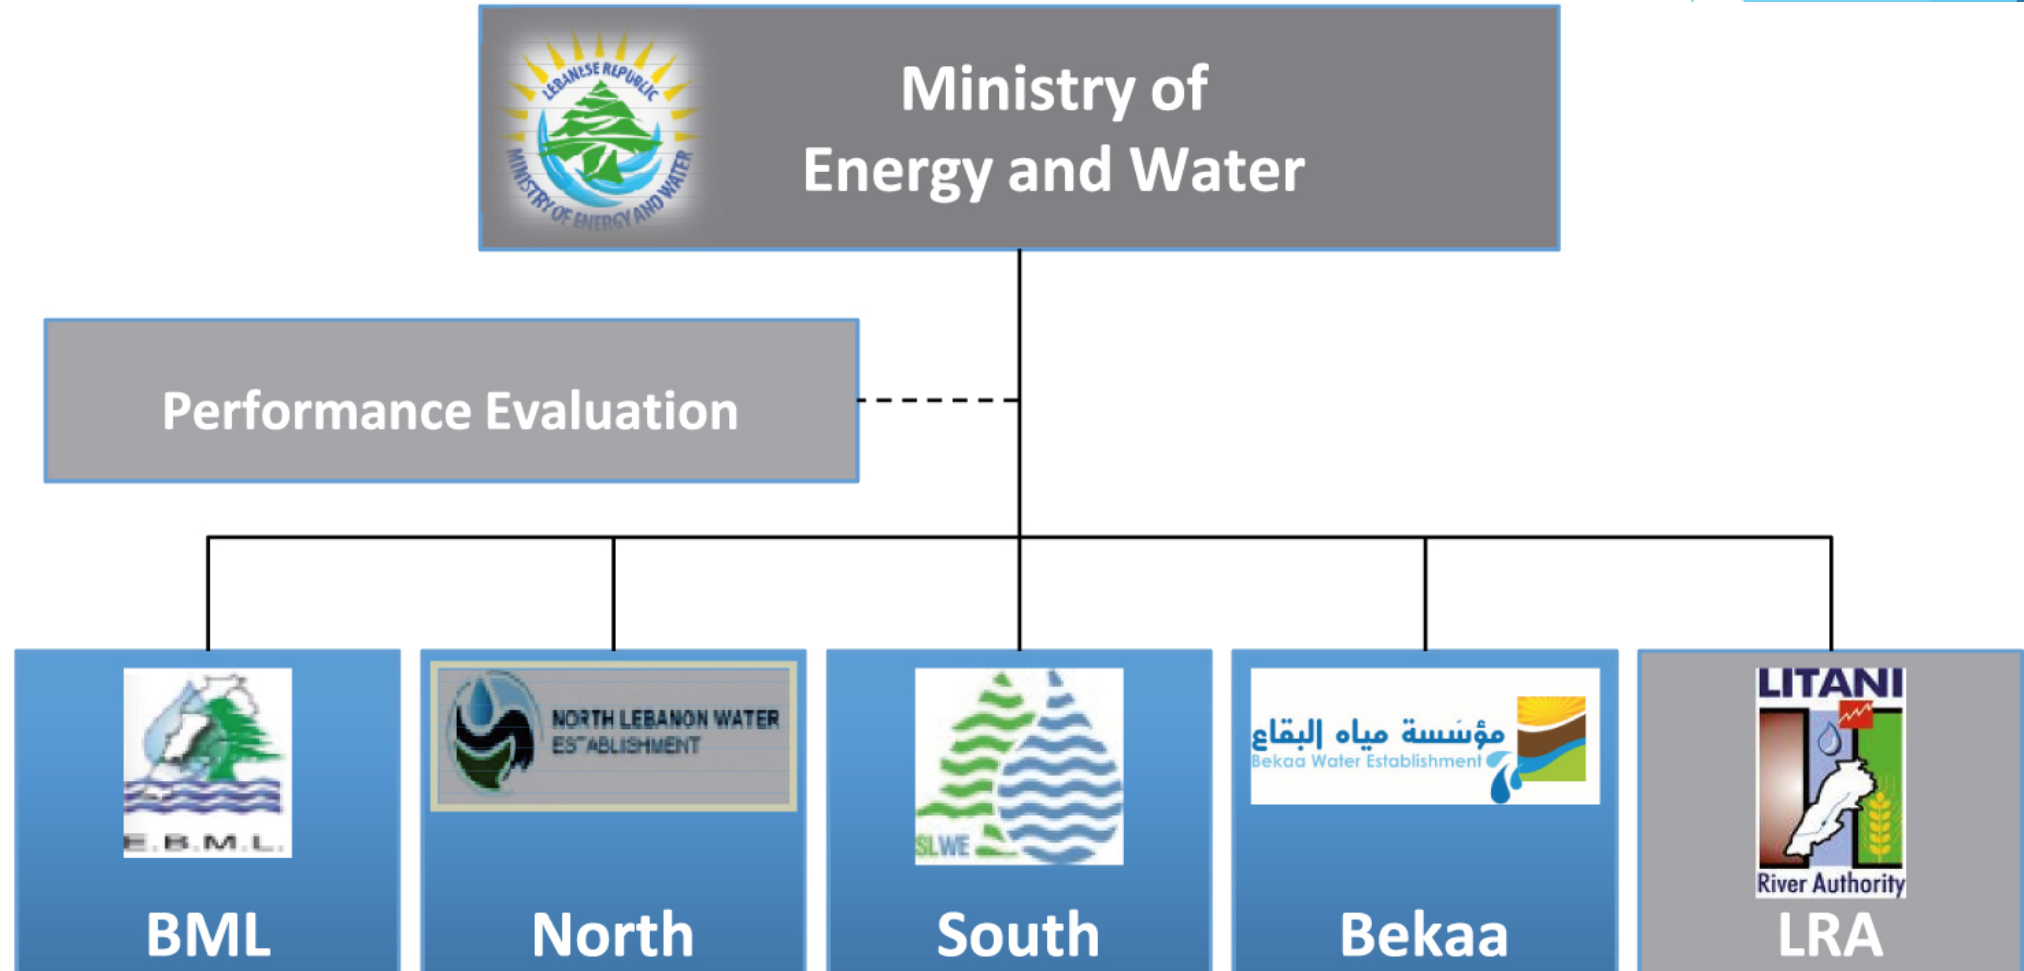 LEBANESE REPUBLIC
MINISTRY OF ENERGY AND WATER
Ministry of
Energy and Water
Performance Evaluation
E.B.M.L.
BML
NORTH LEBANON WATER
ESTABLISHMENT
North
SLWE
South
مؤسسة مياه البقاع
Bekaa Water Establishment
Bekaa
LITANI
River Authority
LRA